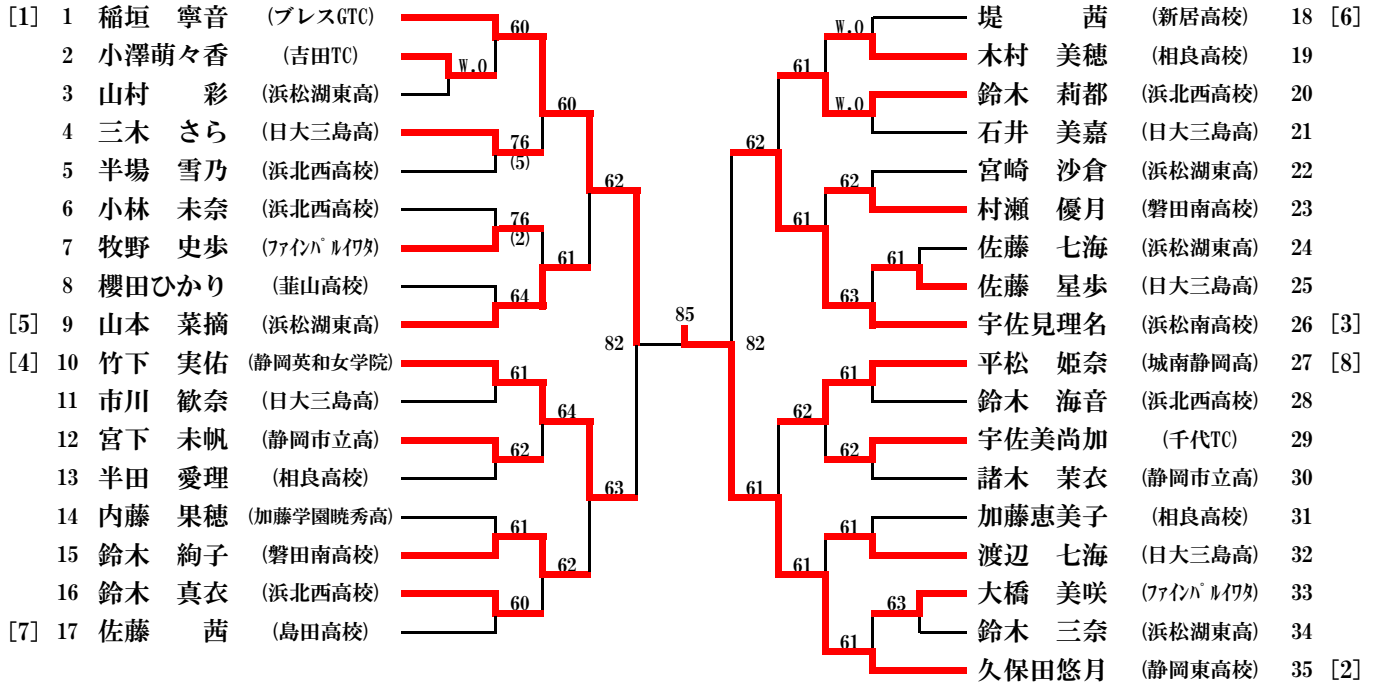 [1] 1 稲垣 寧音 (ブレスGTC)
2 小澤萌々香 (吉田TC)
3 山村 彩 (浜松湖東高)
4 三木 さら (日大三島高)
5 半場 雪乃 (浜北西高校)
6 小林 未奈 (浜北西高校)
7 牧野 史歩 (ファインパルイワタ)
8 櫻田ひかり (韮山高校)
[5] 9 山本 菜摘 (浜松湖東高)
[4] 10 竹下 実佑 (静岡英和女学院)
11 市川 歓奈 (日大三島高)
12 宮下 未帆 (静岡市立高)
13 半田 愛理 (相良高校)
14 内藤 果穂 (加藤学園暁秀高)
15 鈴木 絢子 (磐田南高校)
16 鈴木 真衣 (浜北西高校)
[7] 17 佐藤 茜 (島田高校)
60
W.O
60
76
(5)
62
76
(2)
61
64
82
61
64
62
63
61
62
60
85
82
W.O
61
W.O
62
62
61
61
63
61
62
62
61
61
61
63
61
堤 茜 (新居高校) 18 [6]
木村 美穂 (相良高校) 19
鈴木 莉都 (浜北西高校) 20
石井 美嘉 (日大三島高) 21
宮崎 沙倉 (浜松湖東高) 22
村瀬 優月 (磐田南高校) 23
佐藤 七海 (浜松湖東高) 24
佐藤 星歩 (日大三島高) 25
宇佐見理名 (浜松南高校) 26 [3]
平松 姫奈 (城南静岡高) 27 [8]
鈴木 海音 (浜北西高校) 28
宇佐美尚加 (千代TC) 29
諸木 茉衣 (静岡市立高) 30
加藤恵美子 (相良高校) 31
渡辺 七海 (日大三島高) 32
大橋 美咲 (ファインパルイワタ) 33
鈴木 三奈 (浜松湖東高) 34
久保田悠月 (静岡東高校) 35 [2]